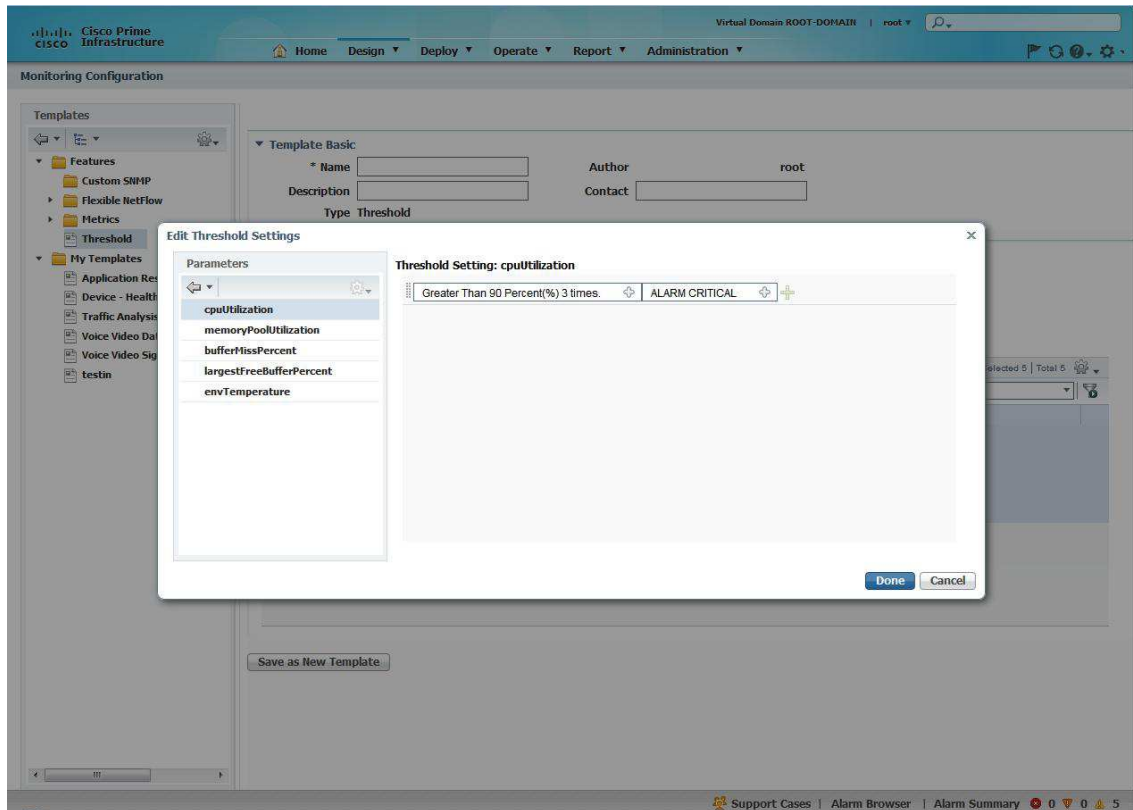 Virtual Domain ROOT-DOMAIN | root
cisco Cisco Prime Infrastructure
Home Design Deploy Operate Report Administration
Monitoring Configuration
Templates
Features
Custom SNMP
Flexible NetFlow
Metrics
Threshold
My Templates
Application Res
Device - Health
Traffic Analysis
Voice Video Da
Voice Video Sig
testin
Template Basic
* Name
Author root
Description
Contact
Type Threshold
Edit Threshold Settings
Parameters
cpuUtilization
memoryPoolUtilization
bufferMissPercent
largestFreeBufferPercent
envTemperature
Threshold Setting: cpuUtilization
Greater Than 90 Percent(%) 3 times. ALARM CRITICAL
Done Cancel
elected 5 | Total 5
Save as New Template
Support Cases | Alarm Browser | Alarm Summary 0 0 5